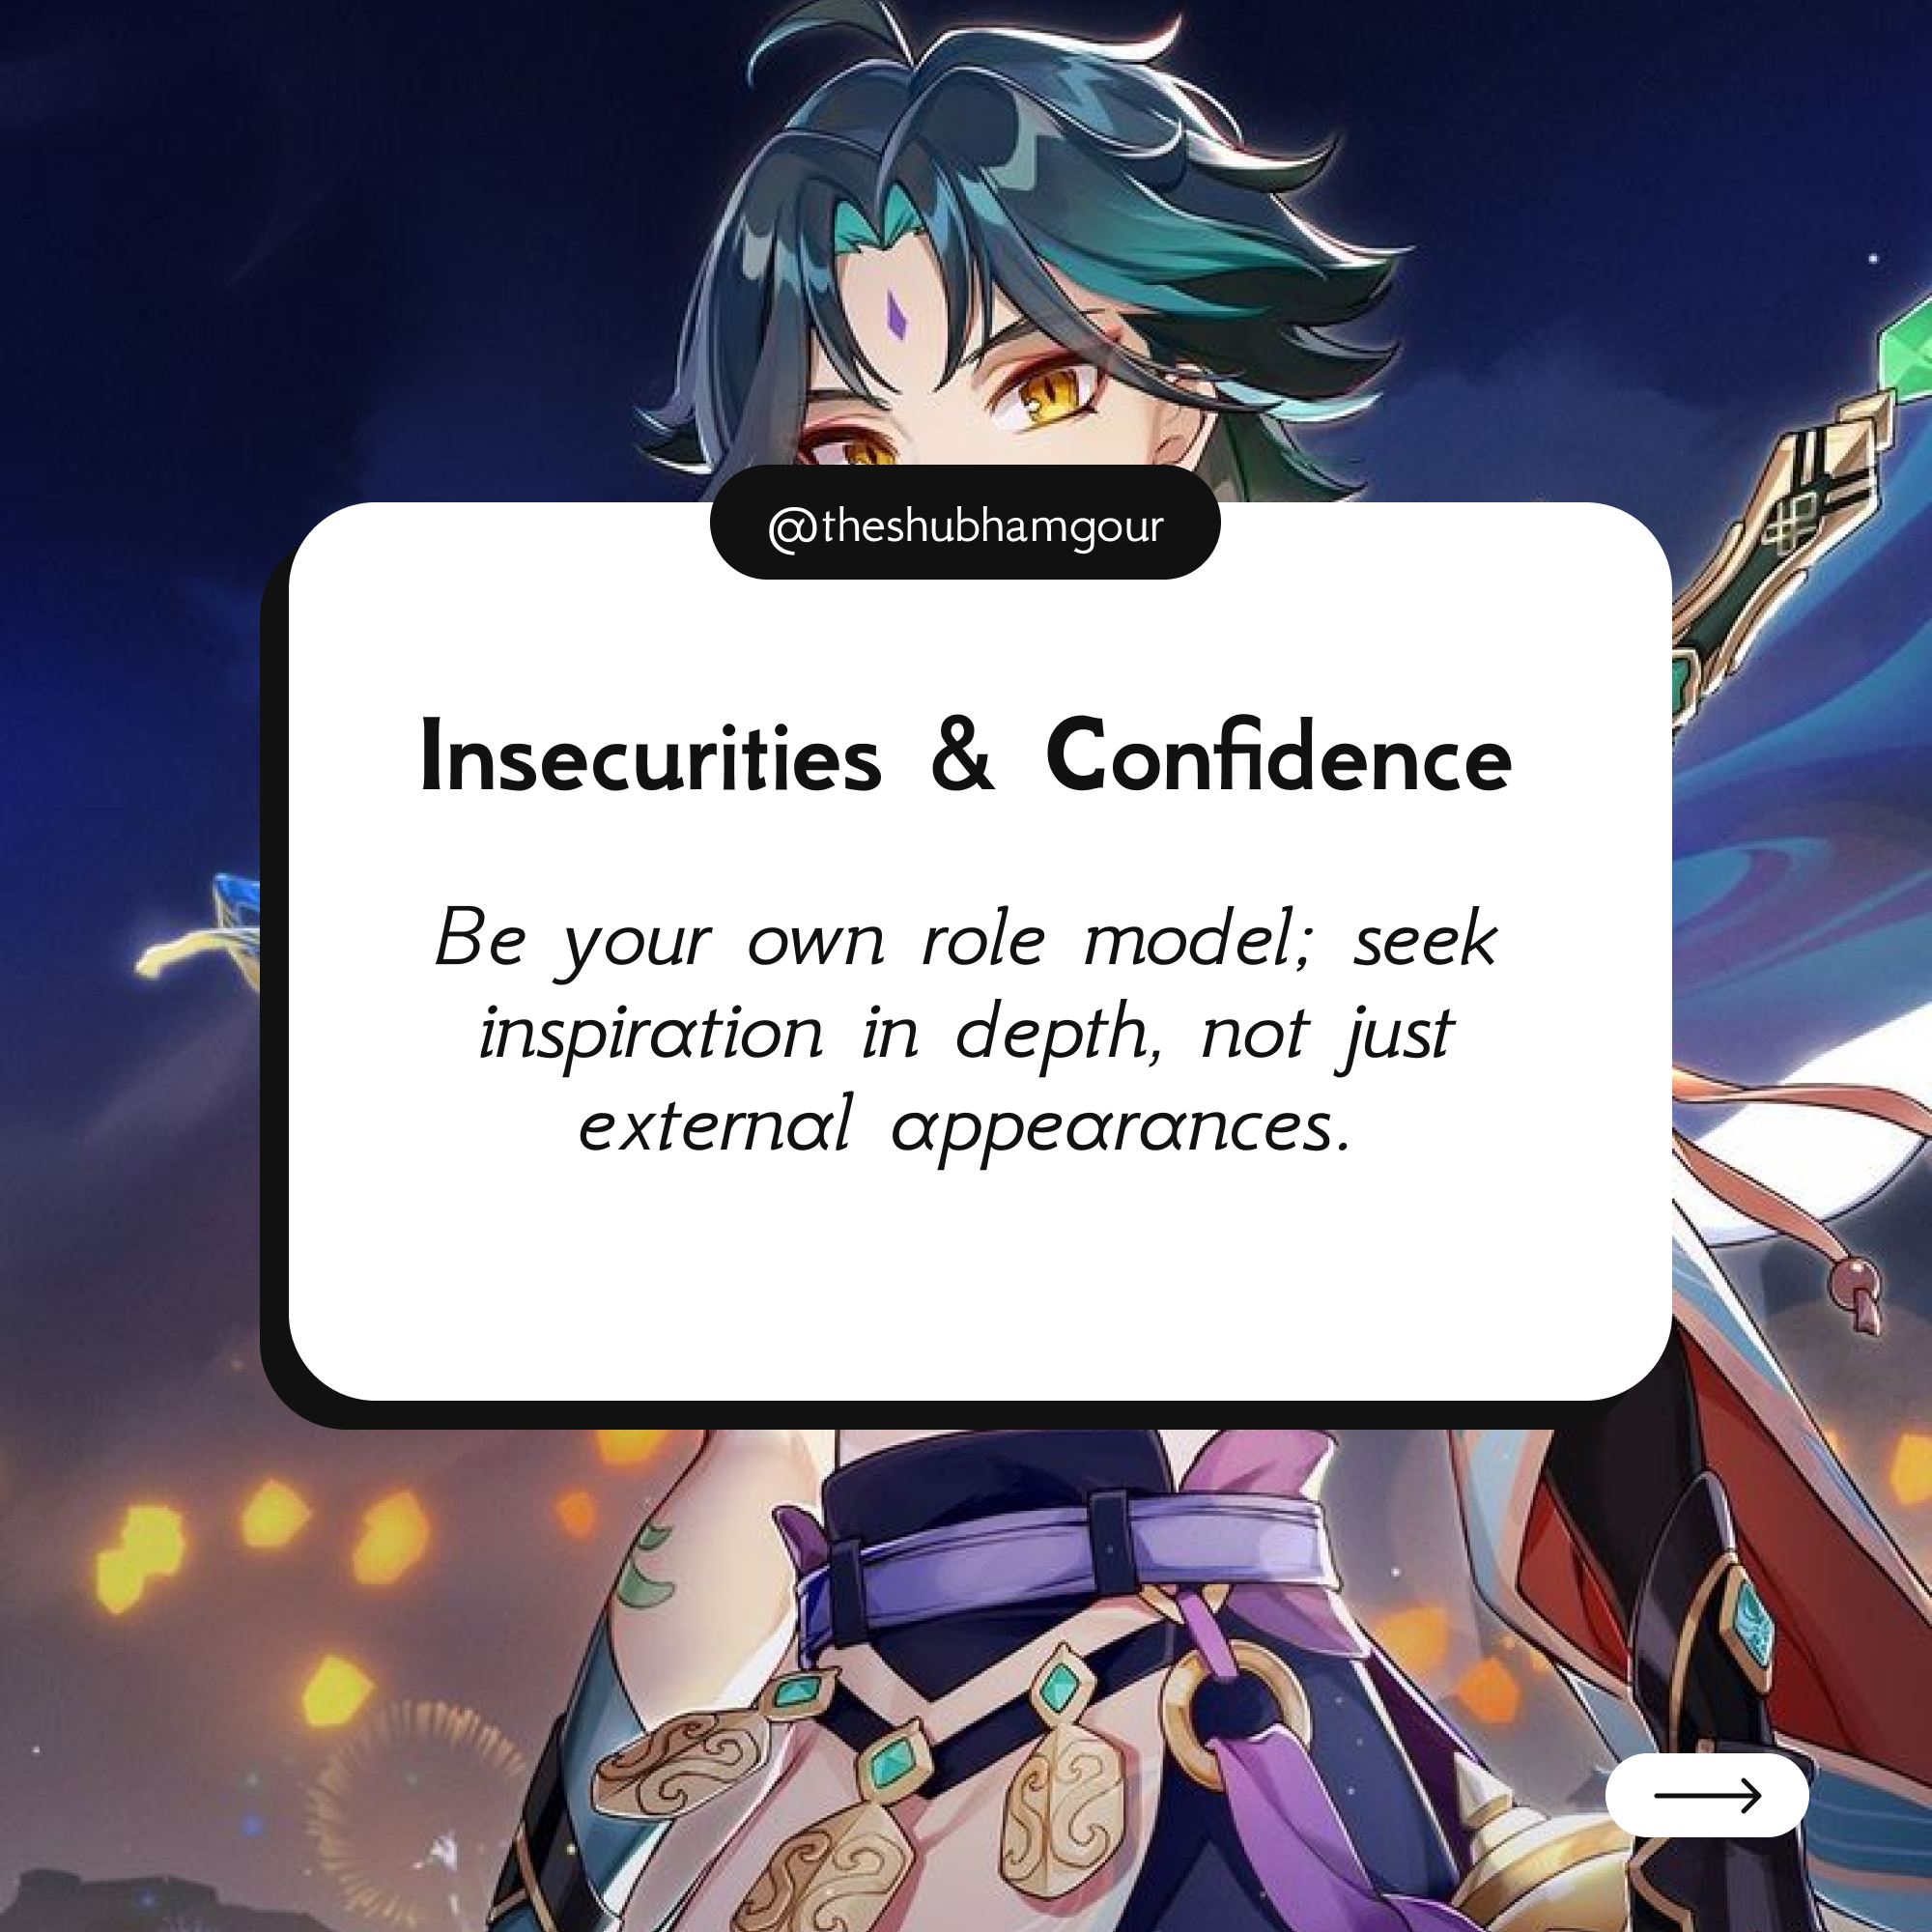 @theshubhamgour
Insecurities & Confidence
Be your own role model; seek
inspiration in depth, not just
external appearances.